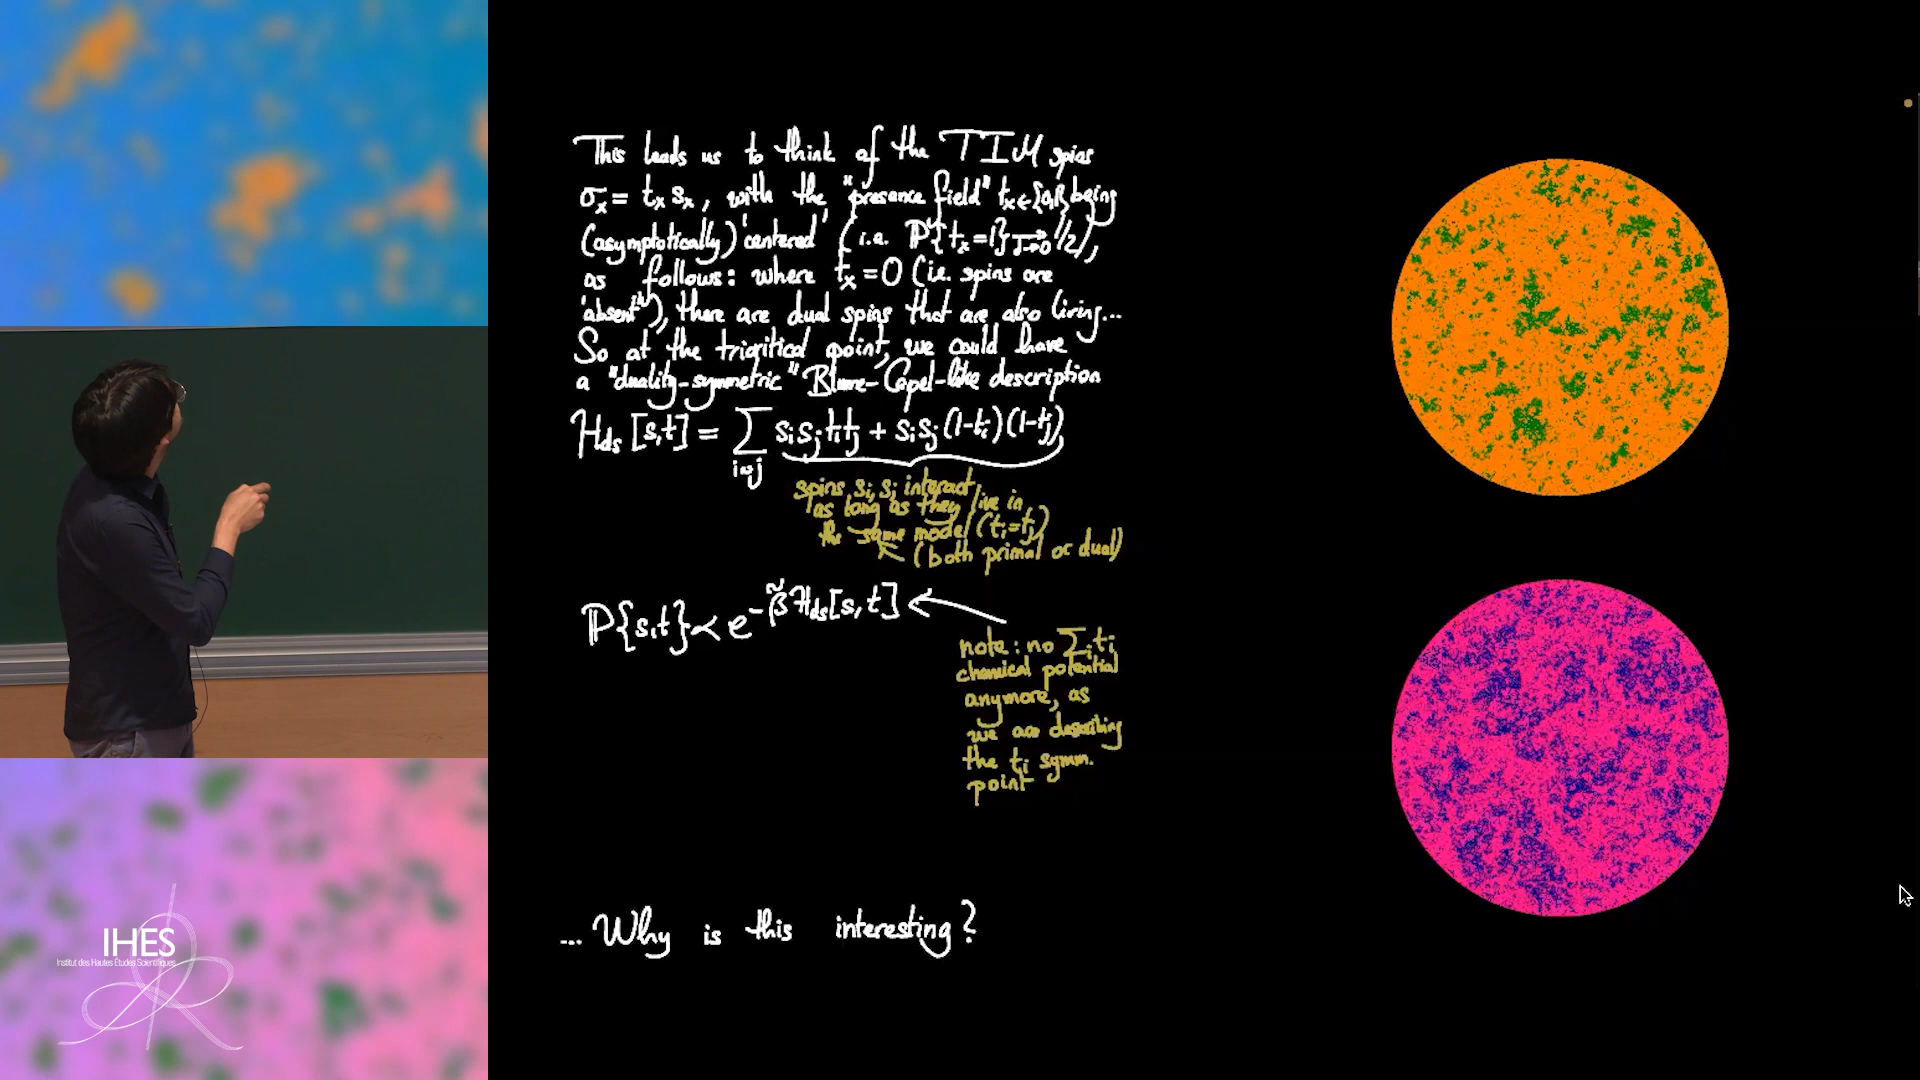 This leads us to think of the TIM spins
σₓ = tₓ sₓ, with the "presence field" tₓ∈{0,1} being
(asymptotically) 'centered' (i.e. ℙ{tₓ=1} →_{J→0} 1/2),
as follows: where tₓ = 0 (i.e. spins are
'absent'), there are dual spins that are also living...
So at the tricritical point, we could have
a "duality-symmetric" Blume-Capel-like description
ℋ_ds [s,t] = ∑_{i~j} sᵢsⱼtᵢtⱼ + sᵢsⱼ(1-tᵢ)(1-tⱼ)
spins sᵢ, sⱼ interact
as long as they live in
the same model (tᵢ=tⱼ)
(both primal or dual)
ℙ{s,t} ∝ e^{-β̃ ℋ_ds[s,t]}
note: no ∑ᵢ tᵢ
chemical potential
anymore, as
we are describing
the tᵢ symm.
point
... Why is this interesting?
IHES
Institut des Hautes Études Scientifiques